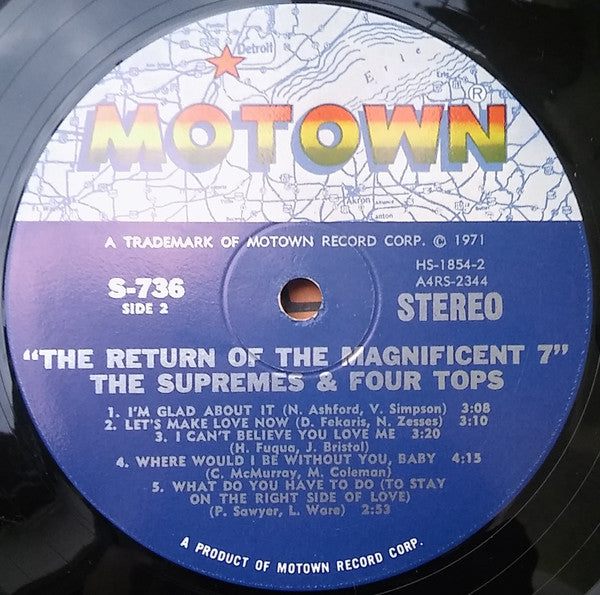 Detroit
Erie
MOTOWN®
Akron
Canton
A TRADEMARK OF MOTOWN RECORD CORP. © 1971
HS-1854-2
S-736
A4RS-2344
SIDE 2
STEREO
"THE RETURN OF THE MAGNIFICENT 7"
THE SUPREMES & FOUR TOPS
1. I'M GLAD ABOUT IT (N. Ashford, V. Simpson) 3:08
2. LET'S MAKE LOVE NOW (D. Fekaris, N. Zesses) 3:10
3. I CAN'T BELIEVE YOU LOVE ME 3:20
(H. Fuqua, J. Bristol)
4. WHERE WOULD I BE WITHOUT YOU, BABY 4:15
(C. McMurray, M. Coleman)
5. WHAT DO YOU HAVE TO DO (TO STAY
ON THE RIGHT SIDE OF LOVE)
(P. Sawyer, L. Ware) 2:53
A PRODUCT OF MOTOWN RECORD CORP.